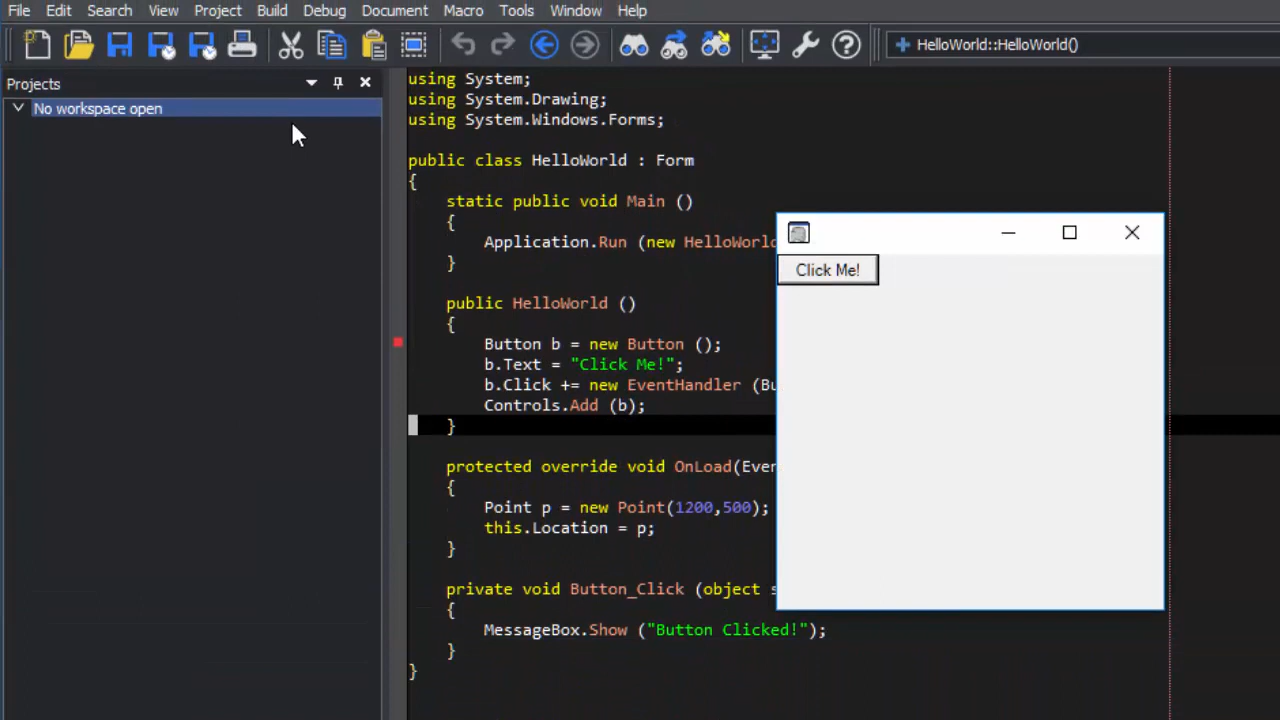 File Edit Search View Project Build Debug Document Macro Tools Window Help
HelloWorld::HelloWorld()
Projects
No workspace open
using System;
using System.Drawing;
using System.Windows.Forms;
public class HelloWorld : Form
{
static public void Main ()
{
Application.Run (new HelloWorld
}
public HelloWorld ()
{
Button b = new Button ();
b.Text = "Click Me!";
b.Click += new EventHandler (Bu
Controls.Add (b);
}
protected override void OnLoad(Even
{
Point p = new Point(1200,500);
this.Location = p;
}
private void Button_Click (object s
{
MessageBox.Show ("Button Clicked!");
}
}
Click Me!